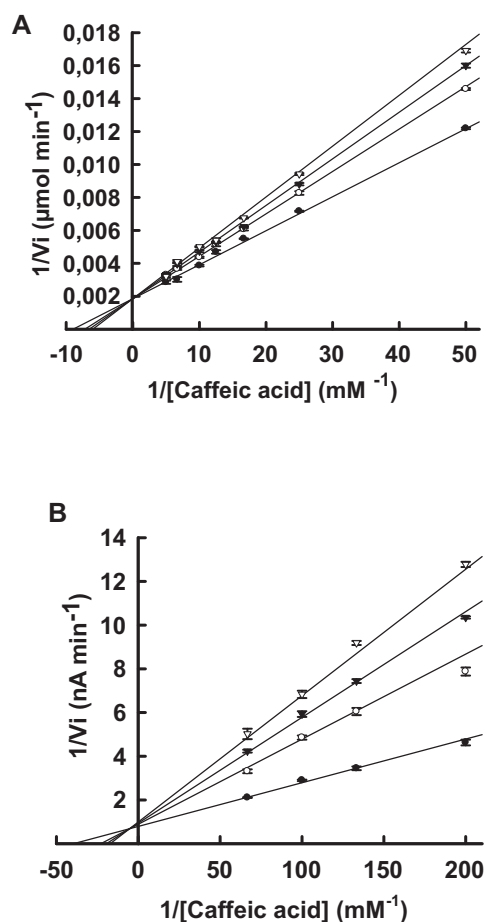 A
0,018
0,016
0,014
0,012
0,010
0,008
0,006
0,004
0,002
1/Vi (µmol min-1)
-10 0 10 20 30 40 50
1/[Caffeic acid] (mM -1)
B
14
12
10
8
6
4
2
1/Vi (nA min-1)
-50 0 50 100 150 200
1/[Caffeic acid] (mM-1)